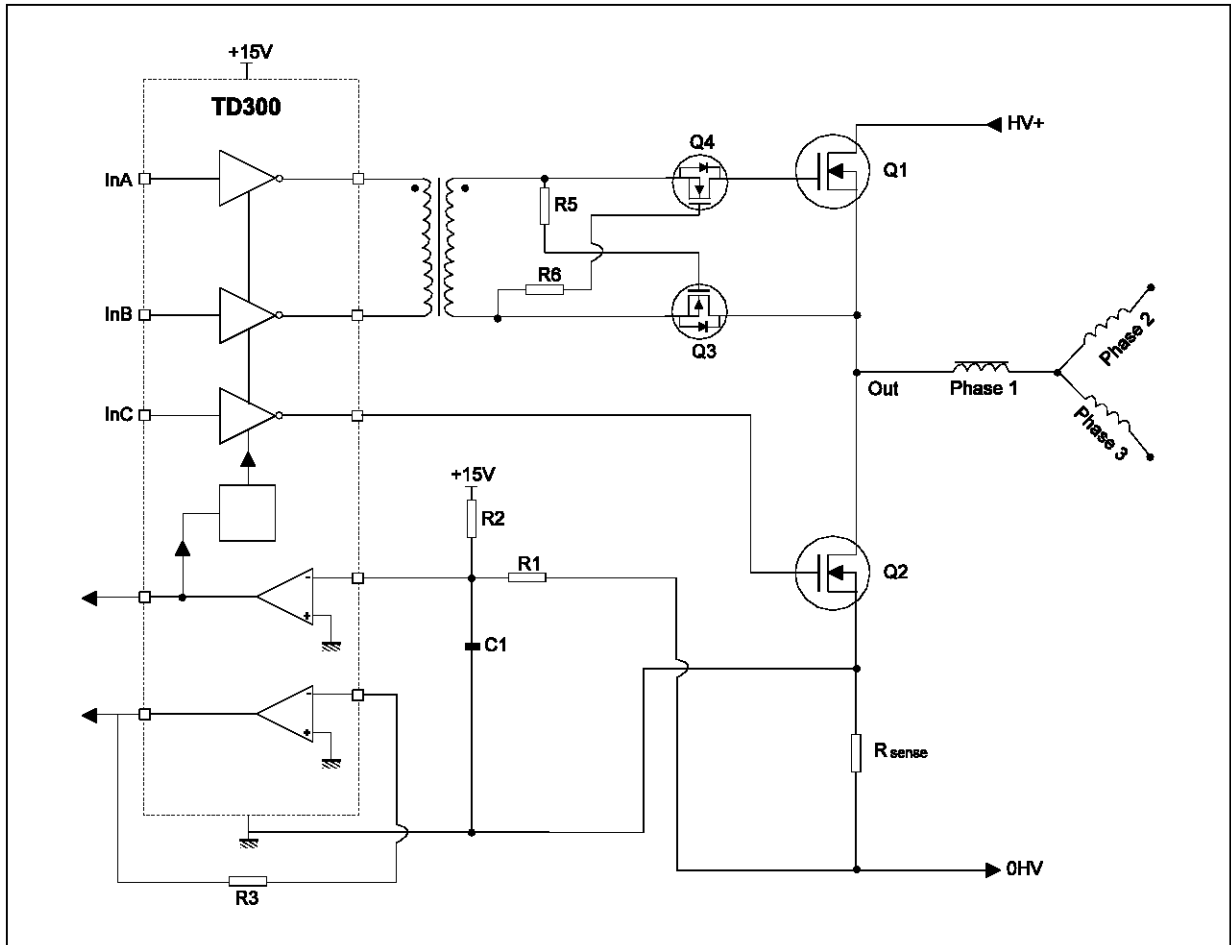 +15V
TD300
HV+
Q4
Q1
InA
R5
R6
InB
Q3
Phase 2
Out
Phase 1
InC
Phase 3
+15V
R2
R1
Q2
-
+
C1
-
+
R sense
R3
0HV